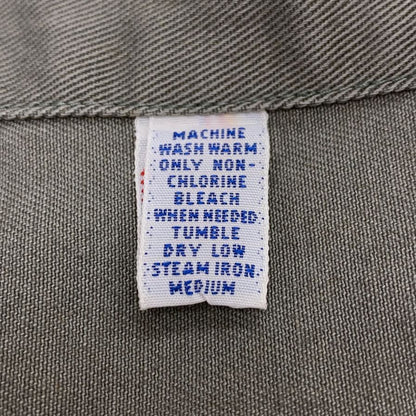 MACHINE
WASH WARM
ONLY NON-
CHLORINE
BLEACH
WHEN NEEDED
TUMBLE
DRY LOW
STEAM IRON
MEDIUM